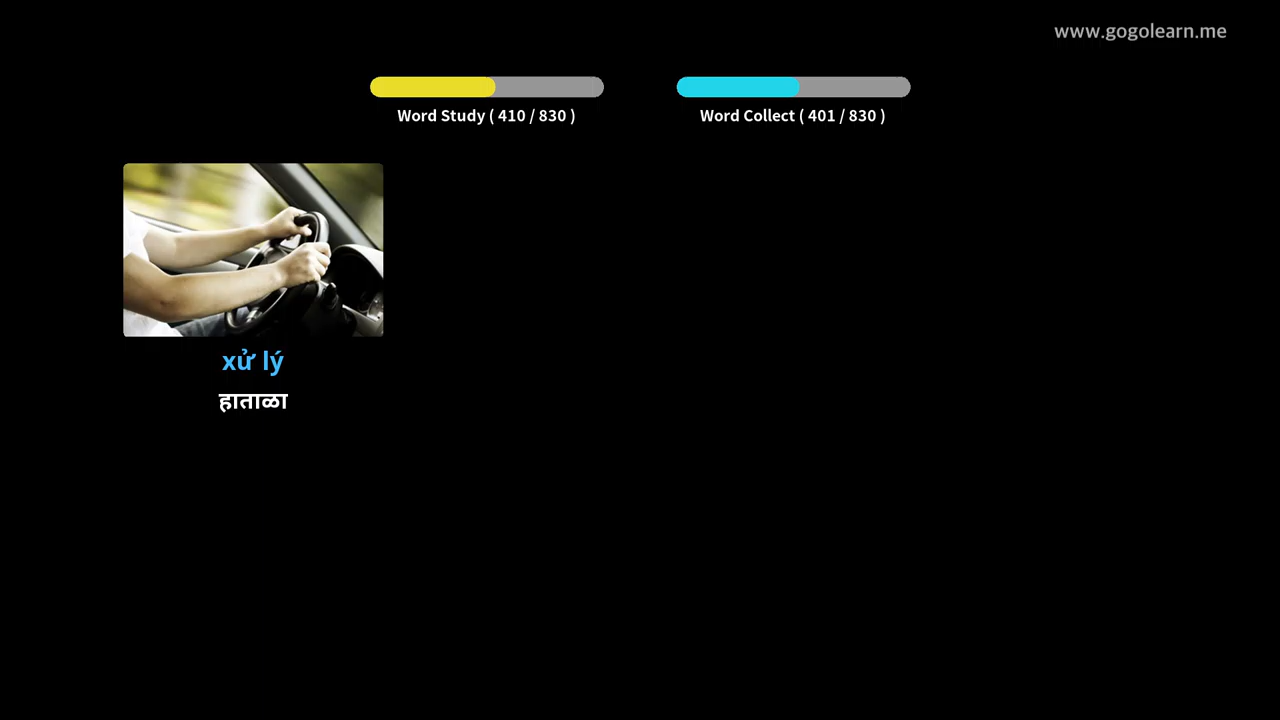 www.gogolearn.me
Word Study ( 410 / 830 )
Word Collect ( 401 / 830 )
xử lý
हाताळा